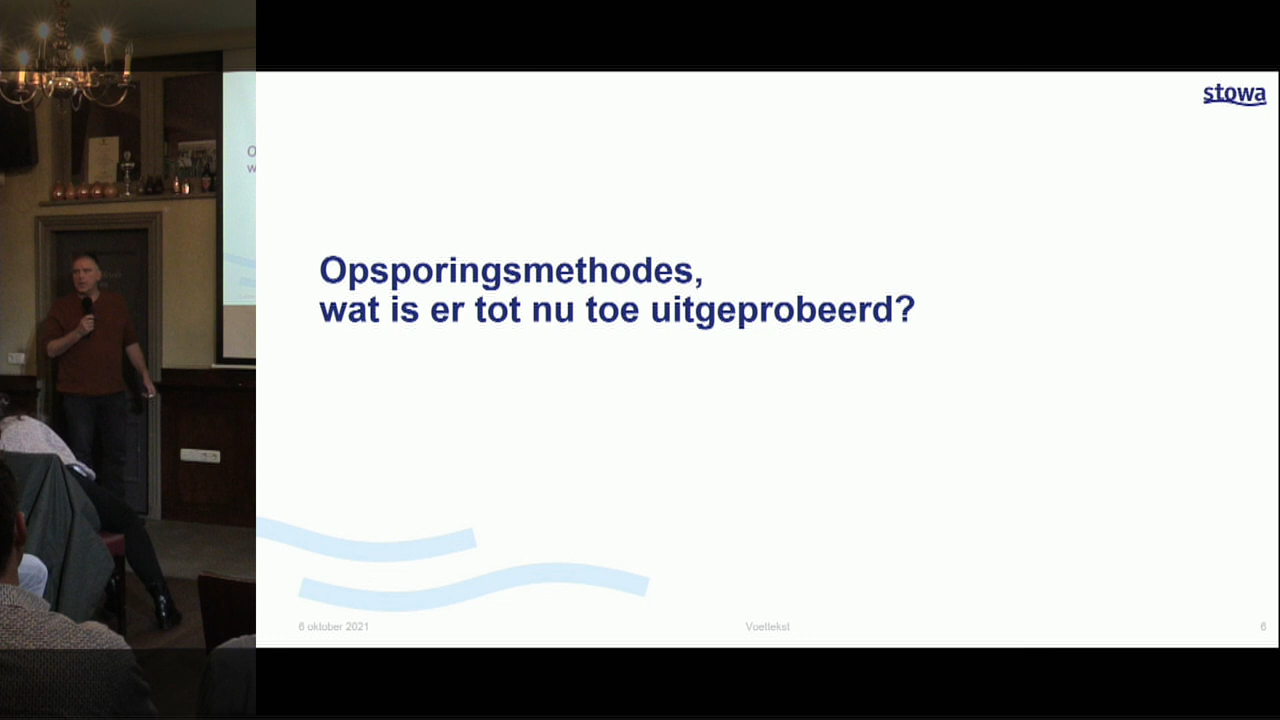 stowa
Opsporingsmethodes,
wat is er tot nu toe uitgeprobeerd?
6 oktober 2021
Voettekst
6